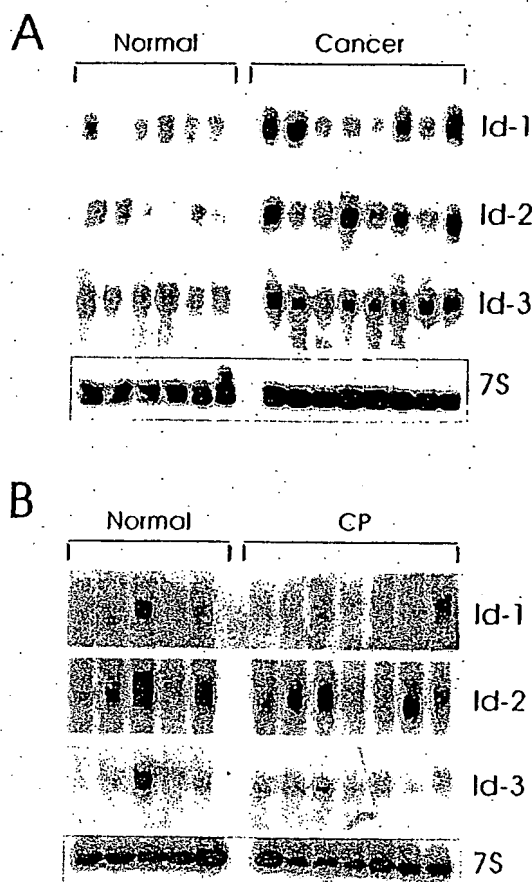 A
Normal Cancer
Id-1
Id-2
Id-3
7S
B
Normal CP
Id-1
Id-2
Id-3
7S